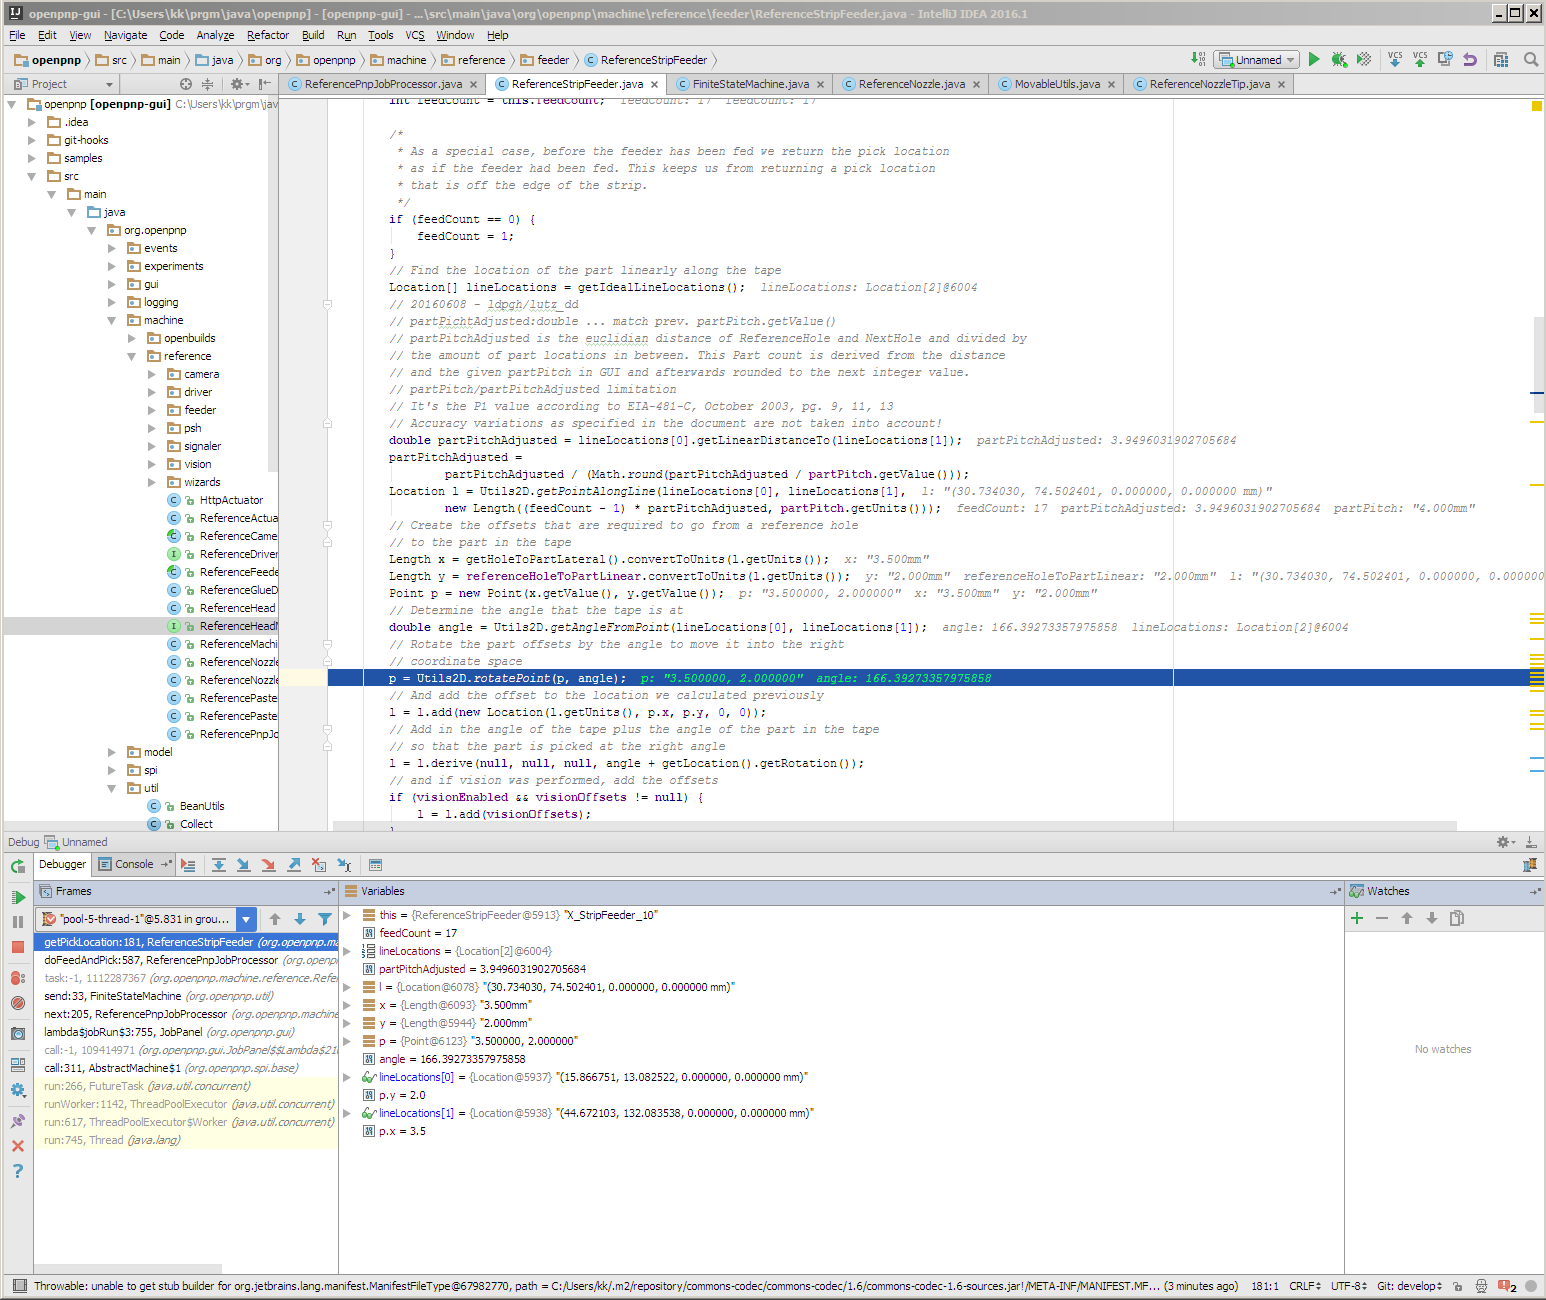 openpnp-gui - [C:\Users\kk\prgm\java\openpnp] - [openpnp-gui] - ...\src\main\java\org\openpnp\machine\reference\feeder\ReferenceStripFeeder.java - IntelliJ IDEA 2016.1
File Edit View Navigate Code Analyze Refactor Build Run Tools VCS Window Help
openpnp src main java org openpnp machine reference feeder ReferenceStripFeeder Unnamed VCS VCS
Project
ReferencePnpJobProcessor.java ReferenceStripFeeder.java FiniteStateMachine.java ReferenceNozzle.java MovableUtils.java ReferenceNozzleTip.java
openpnp [openpnp-gui] C:\Users\kk\prgm\jav
.idea
git-hooks
samples
src
main
java
org.openpnp
events
experiments
gui
logging
machine
openbuilds
reference
camera
driver
feeder
psh
signaler
vision
wizards
HttpActuator
ReferenceActua
ReferenceCame
ReferenceDriver
ReferenceFeede
ReferenceGlueD
ReferenceHead
ReferenceHeadM
ReferenceMachi
ReferenceNozzle
ReferenceNozzle
ReferencePaste
ReferencePaste
ReferencePnpJo
model
spi
util
BeanUtils
Collect
int feedCount = this.feedCount; feedCount: 17 feedCount: 17
/*
* As a special case, before the feeder has been fed we return the pick location
* as if the feeder had been fed. This keeps us from returning a pick location
* that is off the edge of the strip.
*/
if (feedCount == 0) {
feedCount = 1;
}
// Find the location of the part linearly along the tape
Location[] lineLocations = getIdealLineLocations(); lineLocations: Location[2]@6004
// 20160608 - ldpgh/lutz_dd
// partPichtAdjusted:double ... match prev. partPitch.getValue()
// partPitchAdjusted is the euclidian distance of ReferenceHole and NextHole and divided by
// the amount of part locations in between. This Part count is derived from the distance
// and the given partPitch in GUI and afterwards rounded to the next integer value.
// partPitch/partPitchAdjusted limitation
// It's the P1 value according to EIA-481-C, October 2003, pg. 9, 11, 13
// Accuracy variations as specified in the document are not taken into account!
double partPitchAdjusted = lineLocations[0].getLinearDistanceTo(lineLocations[1]); partPitchAdjusted: 3.9496031902705684
partPitchAdjusted =
partPitchAdjusted / (Math.round(partPitchAdjusted / partPitch.getValue()));
Location l = Utils2D.getPointAlongLine(lineLocations[0], lineLocations[1], l: "(30.734030, 74.502401, 0.000000, 0.000000 mm)"
new Length((feedCount - 1) * partPitchAdjusted, partPitch.getUnits())); feedCount: 17 partPitchAdjusted: 3.9496031902705684 partPitch: "4.000mm"
// Create the offsets that are required to go from a reference hole
// to the part in the tape
Length x = getHoleToPartLateral().convertToUnits(l.getUnits()); x: "3.500mm"
Length y = referenceHoleToPartLinear.convertToUnits(l.getUnits()); y: "2.000mm" referenceHoleToPartLinear: "2.000mm" l: "(30.734030, 74.502401, 0.000000, 0.00000
Point p = new Point(x.getValue(), y.getValue()); p: "3.500000, 2.000000" x: "3.500mm" y: "2.000mm"
// Determine the angle that the tape is at
double angle = Utils2D.getAngleFromPoint(lineLocations[0], lineLocations[1]); angle: 166.39273357975858 lineLocations: Location[2]@6004
// Rotate the part offsets by the angle to move it into the right
// coordinate space
p = Utils2D.rotatePoint(p, angle); p: "3.500000, 2.000000" angle: 166.39273357975858
// And add the offset to the location we calculated previously
l = l.add(new Location(l.getUnits(), p.x, p.y, 0, 0));
// Add in the angle of the tape plus the angle of the part in the tape
// so that the part is picked at the right angle
l = l.derive(null, null, null, angle + getLocation().getRotation());
// and if vision was performed, add the offsets
if (visionEnabled && visionOffsets != null) {
l = l.add(visionOffsets);
}
Debug Unnamed
Debugger Console
Frames
"pool-5-thread-1"@5.831 in grou...
getPickLocation:181, ReferenceStripFeeder (org.openpnp.ma
doFeedAndPick:587, ReferencePnpJobProcessor (org.openpnp
task:-1, 1112287367 (org.openpnp.machine.reference.Refe
send:33, FiniteStateMachine (org.openpnp.util)
next:205, ReferencePnpJobProcessor (org.openpnp.machine
lambda$jobRun$3:755, JobPanel (org.openpnp.gui)
call:-1, 109414971 (org.openpnp.gui.JobPanel$$Lambda$210
call:311, AbstractMachine$1 (org.openpnp.spi.base)
run:266, FutureTask (java.util.concurrent)
runWorker:1142, ThreadPoolExecutor (java.util.concurrent)
run:617, ThreadPoolExecutor$Worker (java.util.concurrent)
run:745, Thread (java.lang)
Variables
this = {ReferenceStripFeeder@5913} "X_StripFeeder_10"
feedCount = 17
lineLocations = {Location[2]@6004}
partPitchAdjusted = 3.9496031902705684
l = {Location@6078} "(30.734030, 74.502401, 0.000000, 0.000000 mm)"
x = {Length@6093} "3.500mm"
y = {Length@5944} "2.000mm"
p = {Point@6123} "3.500000, 2.000000"
angle = 166.39273357975858
lineLocations[0] = {Location@5937} "(15.866751, 13.082522, 0.000000, 0.000000 mm)"
p.y = 2.0
lineLocations[1] = {Location@5938} "(44.672103, 132.083538, 0.000000, 0.000000 mm)"
p.x = 3.5
Watches
No watches
Throwable: unable to get stub builder for org.jetbrains.lang.manifest.ManifestFileType@67982770, path = C:/Users/kk/.m2/repository/commons-codec/commons-codec/1.6/commons-codec-1.6-sources.jar!/META-INF/MANIFEST.MF... (3 minutes ago) 181:1 CRLF UTF-8 Git: develop 2